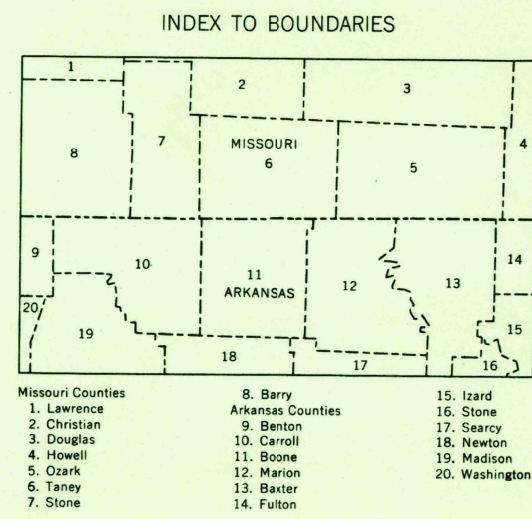 INDEX TO BOUNDARIES
1
2
3
4
MISSOURI
7
6
5
8
9
10
11
ARKANSAS
12
13
14
20
19
15
18
17
16
Missouri Counties
1. Lawrence
2. Christian
3. Douglas
4. Howell
5. Ozark
6. Taney
7. Stone
8. Barry
Arkansas Counties
9. Benton
10. Carroll
11. Boone
12. Marion
13. Baxter
14. Fulton
15. Izard
16. Stone
17. Searcy
18. Newton
19. Madison
20. Washington